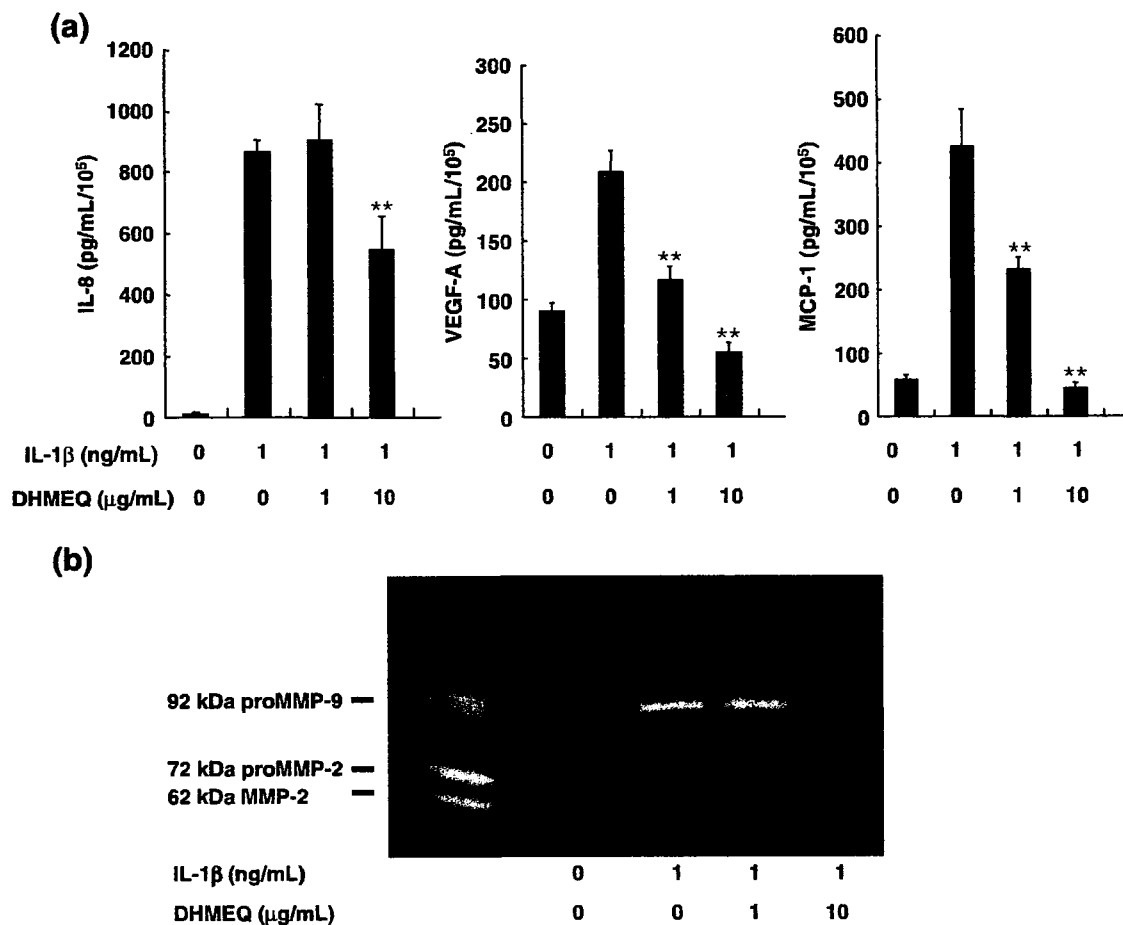 (a)
IL-8 (pg/mL/10⁵)
1200
1000
800
600
400
200
0
**
VEGF-A (pg/mL/10⁵)
300
250
200
150
100
50
0
**
**
MCP-1 (pg/mL/10⁵)
600
500
400
300
200
100
0
**
**
IL-1β (ng/mL) 0 1 1 1 0 1 1 1 0 1 1 1
DHMEQ (μg/mL) 0 0 1 10 0 0 1 10 0 0 1 10
(b)
92 kDa proMMP-9
72 kDa proMMP-2
62 kDa MMP-2
IL-1β (ng/mL) 0 1 1 1
DHMEQ (μg/mL) 0 0 1 10